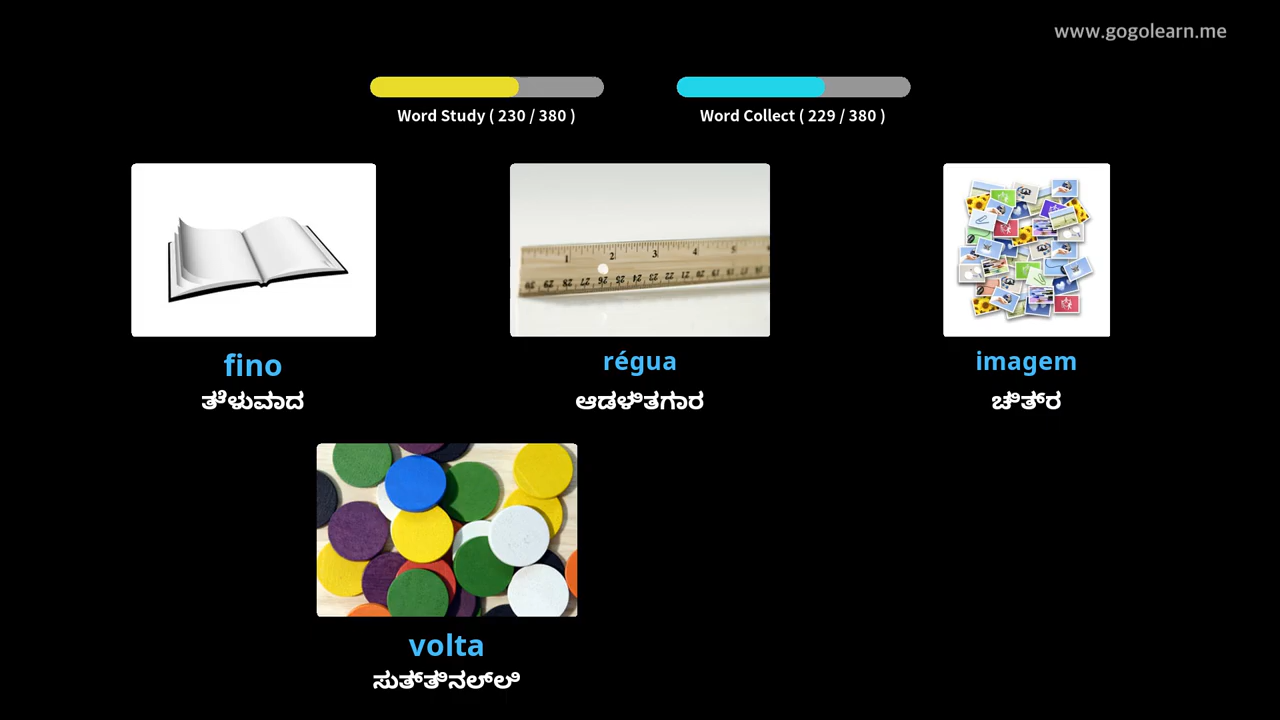 www.gogolearn.me
Word Study ( 230 / 380 )
Word Collect ( 229 / 380 )
fino
ತೆಳುವಾದ
régua
ಆಡಳಿತಗಾರ
imagem
ಚಿತ್ರ
volta
ಸುತ್ತಿನಲ್ಲಿ